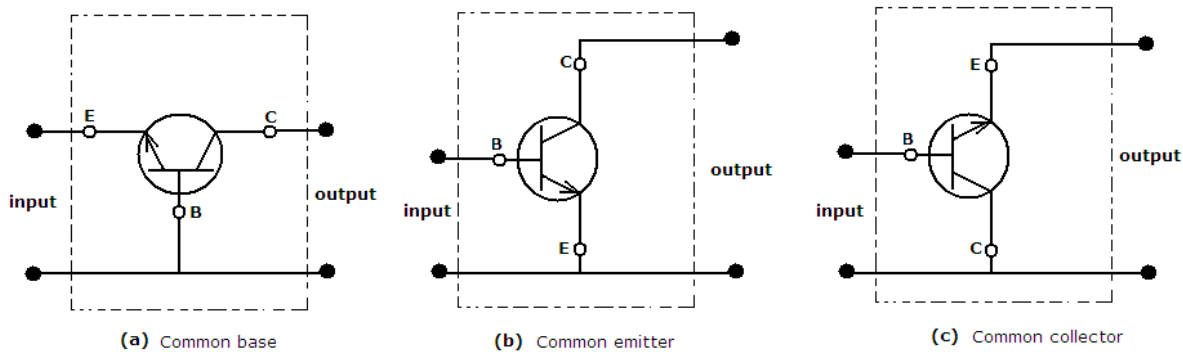 E
C
B
input
output
(a) Common base
C
B
E
input
output
(b) Common emitter
E
B
C
input
output
(c) Common collector